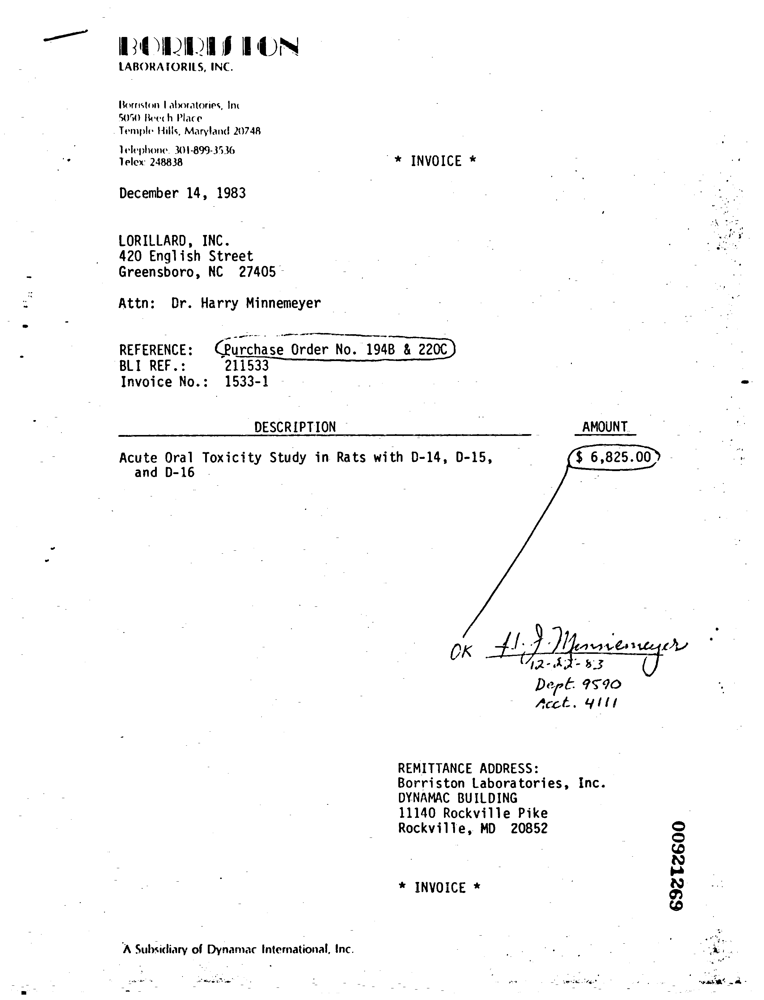 BORRISTON
LABORATORIES, INC.
Borriston Laboratories, Inc
5050 Beech Place
Temple Hills, Maryland 20748
Telephone: 301-899-3536
Telex: 248838
* INVOICE *
December 14, 1983
LORILLARD, INC.
420 English Street
Greensboro, NC 27405
Attn: Dr. Harry Minnemeyer
REFERENCE: Purchase Order No. 194B & 220C
BLI REF.: 211533
Invoice No.: 1533-1
DESCRIPTION AMOUNT
Acute Oral Toxicity Study in Rats with D-14, D-15, $ 6,825.00
and D-16
OK H. J. Minnemeyer
12-22-83
Dept. 9590
Acct. 4111
REMITTANCE ADDRESS:
Borriston Laboratories, Inc.
DYNAMAC BUILDING
11140 Rockville Pike
Rockville, MD 20852
00921269
* INVOICE *
A Subsidiary of Dynamac International, Inc.